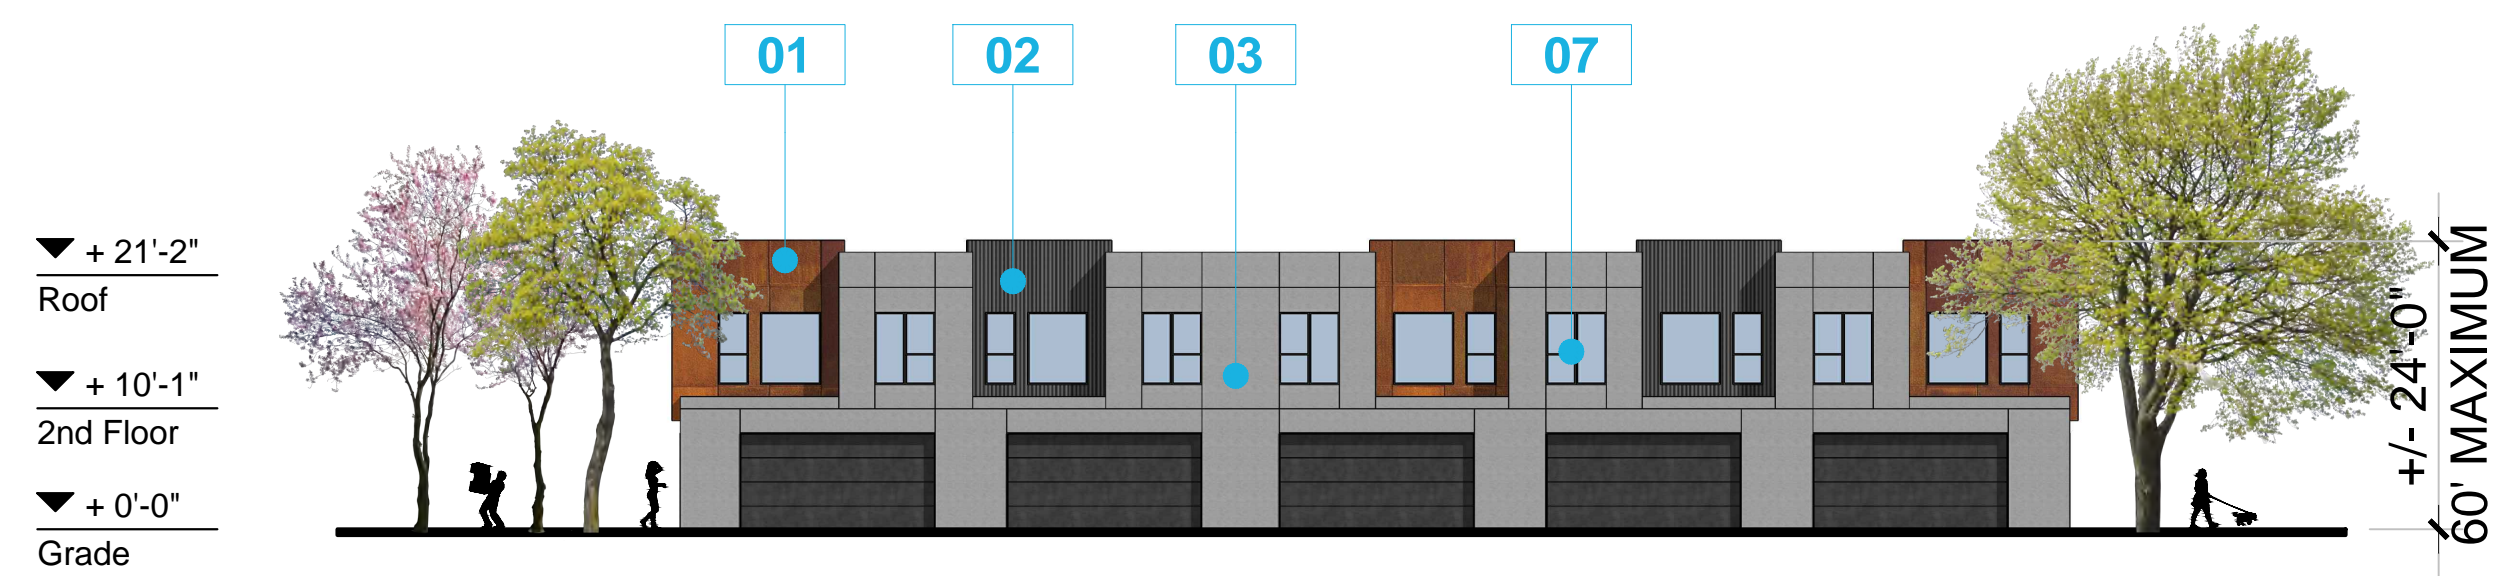 01
02
03
07
+ 21'-2"
Roof
+ 10'-1"
2nd Floor
+ 0'-0"
Grade
+/- 24'-0"
60' MAXIMUM